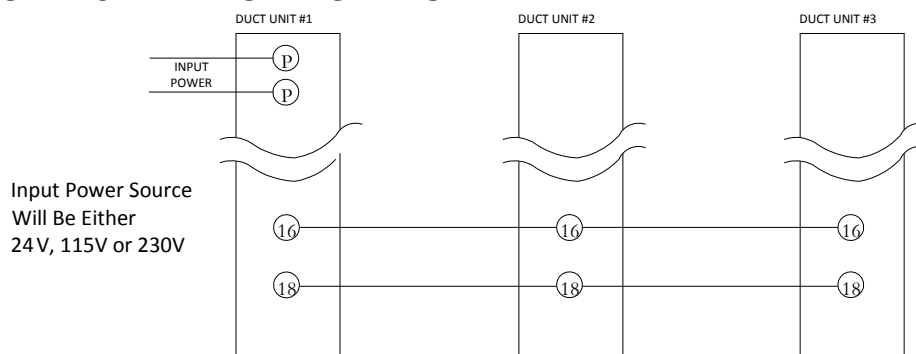 DUCT UNIT #1
DUCT UNIT #2
DUCT UNIT #3
P
INPUT
POWER
P
Input Power Source
Will Be Either
24V, 115V or 230V
16
16
16
18
18
18